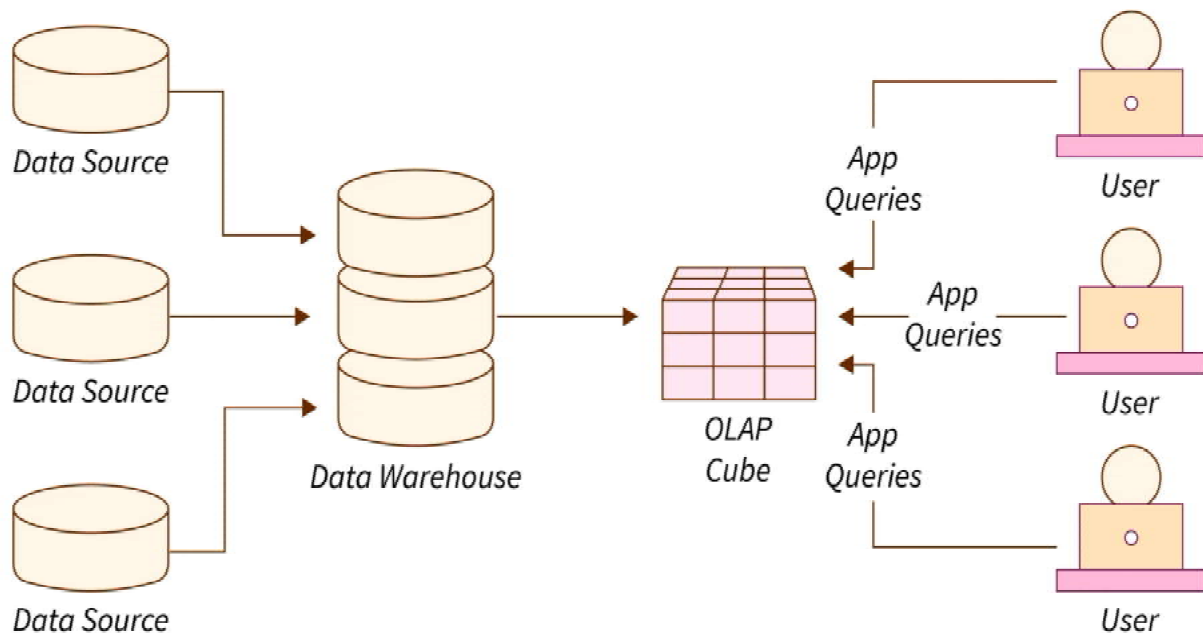 Data Source
Data Source
Data Source
Data Warehouse
OLAP
Cube
App
Queries
App
Queries
App
Queries
User
User
User